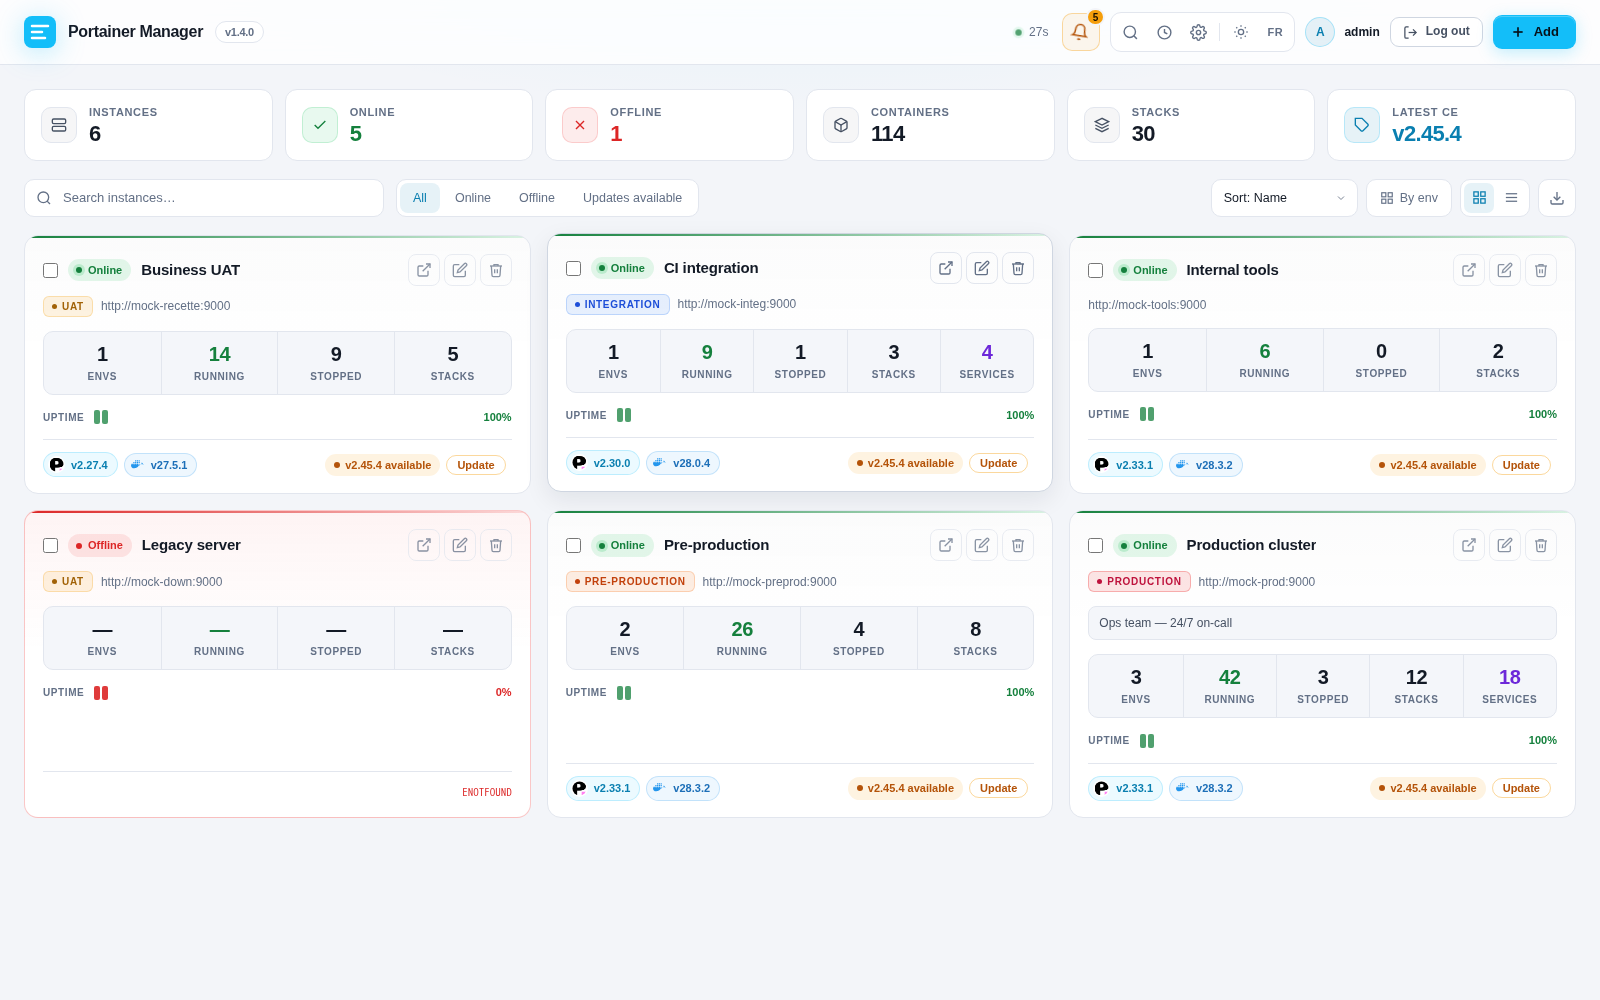 Portainer Manager v1.4.0 27s 5 FR A admin Log out Add
INSTANCES ONLINE OFFLINE CONTAINERS STACKS LATEST CE
6 5 1 114 30 v2.45.4
Search instances… All Online Offline Updates available Sort: Name By env
Online Business UAT
UAT http://mock-recette:9000
1 14 9 5
ENVS RUNNING STOPPED STACKS
UPTIME 100%
v2.27.4 v27.5.1 v2.45.4 available Update
Online CI integration
INTEGRATION http://mock-integ:9000
1 9 1 3 4
ENVS RUNNING STOPPED STACKS SERVICES
UPTIME 100%
v2.30.0 v28.0.4 v2.45.4 available Update
Online Internal tools
http://mock-tools:9000
1 6 0 2
ENVS RUNNING STOPPED STACKS
UPTIME 100%
v2.33.1 v28.3.2 v2.45.4 available Update
Offline Legacy server
UAT http://mock-down:9000
— — — —
ENVS RUNNING STOPPED STACKS
UPTIME 0%
ENOTFOUND
Online Pre-production
PRE-PRODUCTION http://mock-preprod:9000
2 26 4 8
ENVS RUNNING STOPPED STACKS
UPTIME 100%
v2.33.1 v28.3.2 v2.45.4 available Update
Online Production cluster
PRODUCTION http://mock-prod:9000
Ops team — 24/7 on-call
3 42 3 12 18
ENVS RUNNING STOPPED STACKS SERVICES
UPTIME 100%
v2.33.1 v28.3.2 v2.45.4 available Update